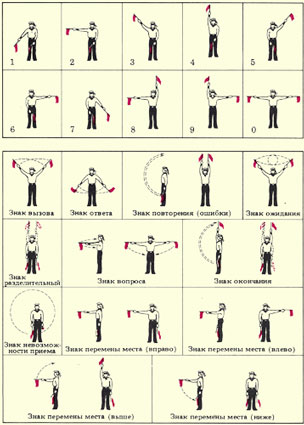 1 2 3 4 5
6 7 8 9 0
Знак вызова Знак ответа Знак повторения (ошибки) Знак ожидания
Знак разделительный Знак вопроса Знак окончания
Знак невозмож-
ности приема Знак перемены места (вправо) Знак перемены места (влево)
Знак перемены места (выше) Знак перемены места (ниже)